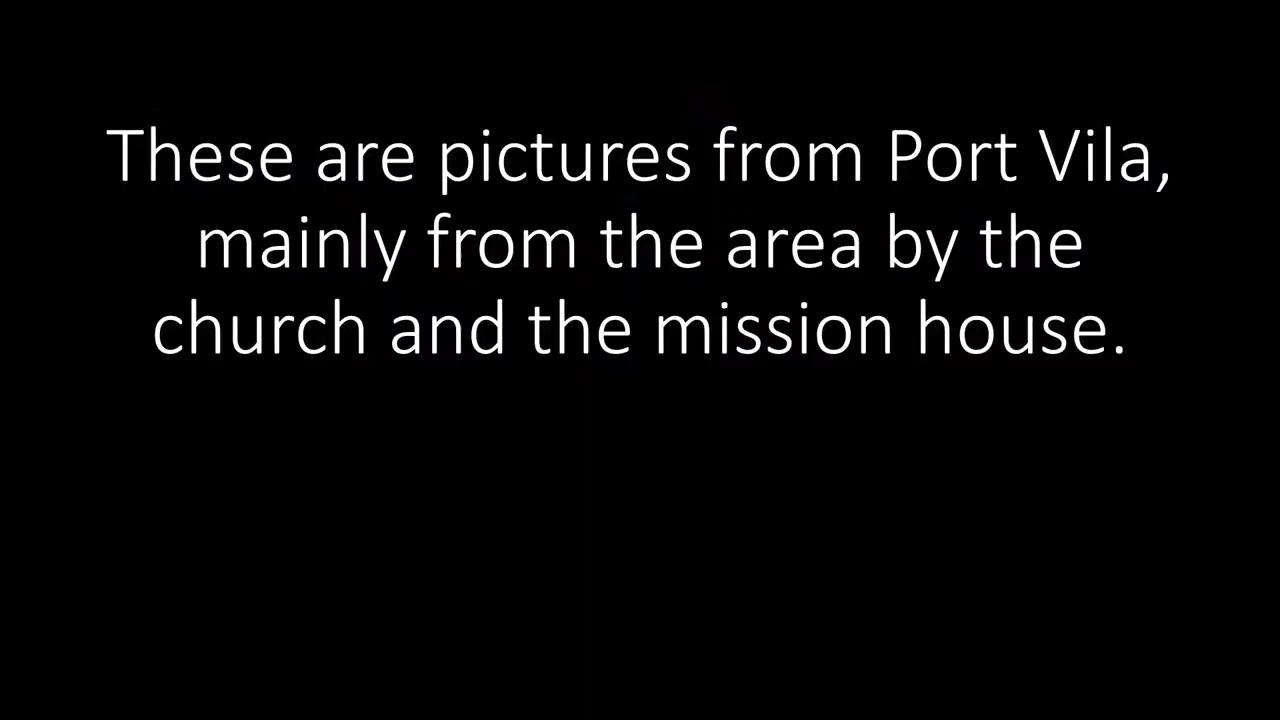 These are pictures from Port Vila,
mainly from the area by the
church and the mission house.